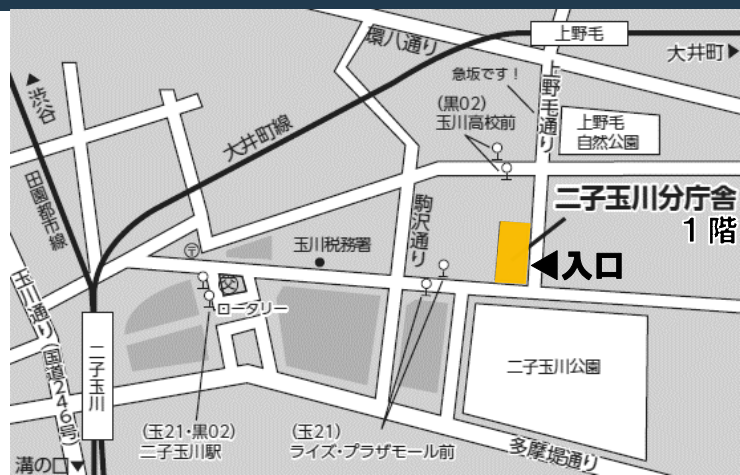 環八通り
上野毛
大井町▶
▲渋谷
急坂です!
上野毛通り
(黒02)
玉川高校前
上野毛
自然公園
大井町線
田園都市線
駒沢通り
二子玉川分庁舎
1階
〒
玉川税務署
◀入口
交
ロータリー
玉川通り(国道246号)
二子玉川
二子玉川公園
(玉21・黒02)
二子玉川駅
(玉21)
ライズ・プラザモール前
多摩堤通り
溝の口▼